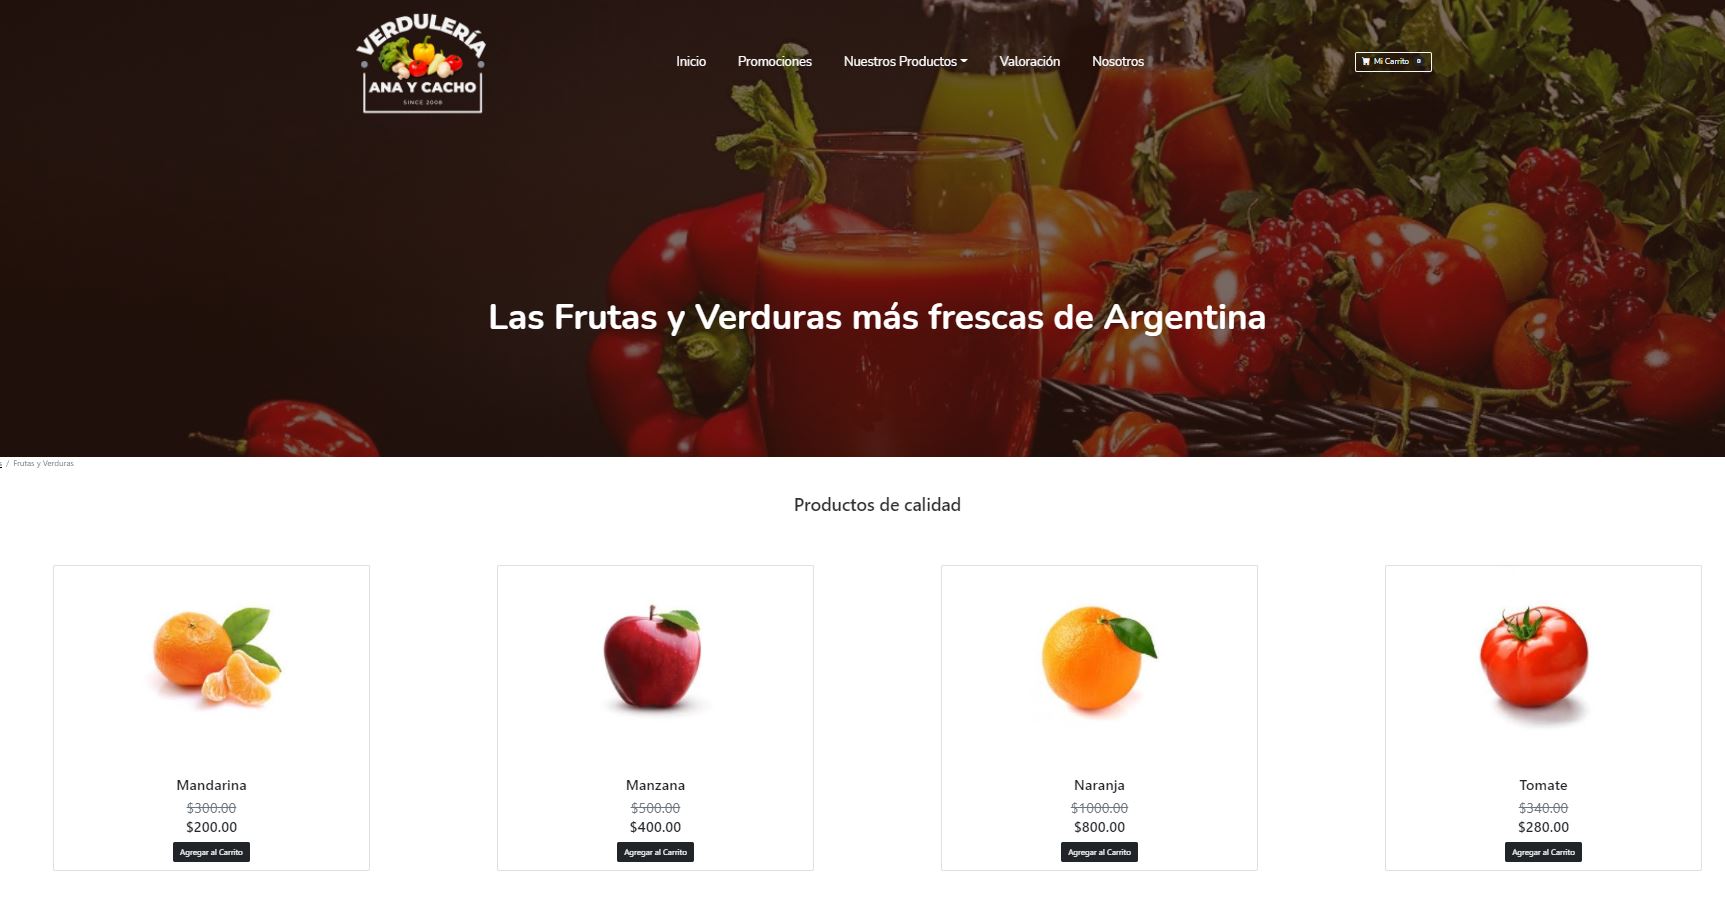 VERDULERÍA
ANA Y CACHO
SINCE 2008
Inicio Promociones Nuestros Productos Valoración Nosotros
Mi Carrito 0
Las Frutas y Verduras más frescas de Argentina
/ Frutas y Verduras
Productos de calidad
Mandarina
$300.00
$200.00
Agregar al Carrito
Manzana
$500.00
$400.00
Agregar al Carrito
Naranja
$1000.00
$800.00
Agregar al Carrito
Tomate
$340.00
$280.00
Agregar al Carrito